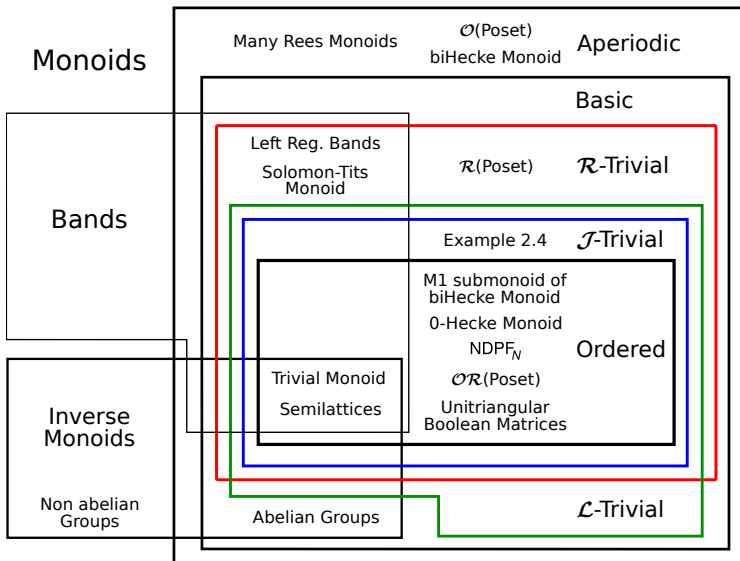 Monoids
Many Rees Monoids
𝒪(Poset)
biHecke Monoid
Aperiodic
Basic
Left Reg. Bands
Solomon-Tits
Monoid
ℛ(Poset)
ℛ-Trivial
Bands
Example 2.4
𝒥-Trivial
M1 submonoid of
biHecke Monoid
0-Hecke Monoid
NDPF_N
Ordered
Trivial Monoid
𝒪ℛ(Poset)
Semilattices
Unitriangular
Boolean Matrices
Inverse
Monoids
Non abelian
Groups
Abelian Groups
ℒ-Trivial